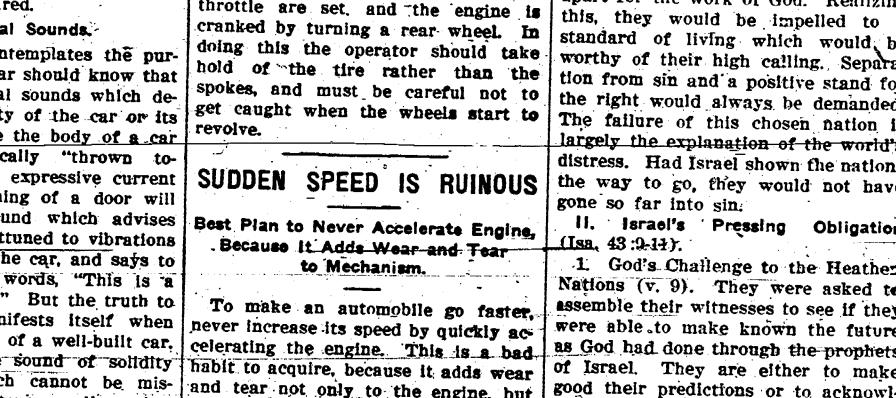 red.
al Sounds.
ntemplates the pur-
ar should know that
al sounds which de-
ty of the car or its
e the body of a car
cally "thrown to-
expressive current
ning of a door will
und which advises
ttuned to vibrations
he car, and says to
words, "This is a
" But the truth to
nifests itself when
of a well-built car,
sound of solidity
ch cannot be mis-
throttle are set, and the engine is
cranked by turning a rear wheel. In
doing this the operator should take
hold of the tire rather than the
spokes, and must be careful not to
get caught when the wheels start to
revolve.
SUDDEN SPEED IS RUINOUS
Best Plan to Never Accelerate Engine,
Because It Adds Wear and Tear
to Mechanism.
To make an automobile go faster,
never increase its speed by quickly ac-
celerating the engine. This is a bad
habit to acquire, because it adds wear
and tear not only to the engine, but
this, they would be impelled to
standard of living which would b
worthy of their high calling. Separa
tion from sin and a positive stand fo
the right would always be demanded
The failure of this chosen nation i
largely the explanation of the world's
distress. Had Israel shown the nation
the way to go, they would not hav
gone so far into sin.
II. Israel's Pressing Obligation
(Isa. 43:9-11).
1. God's Challenge to the Heathen
Nations (v. 9). They were asked to
assemble their witnesses to see if they
were able to make known the future
as God had done through the prophets
of Israel. They are either to make
good their predictions or to acknowl-